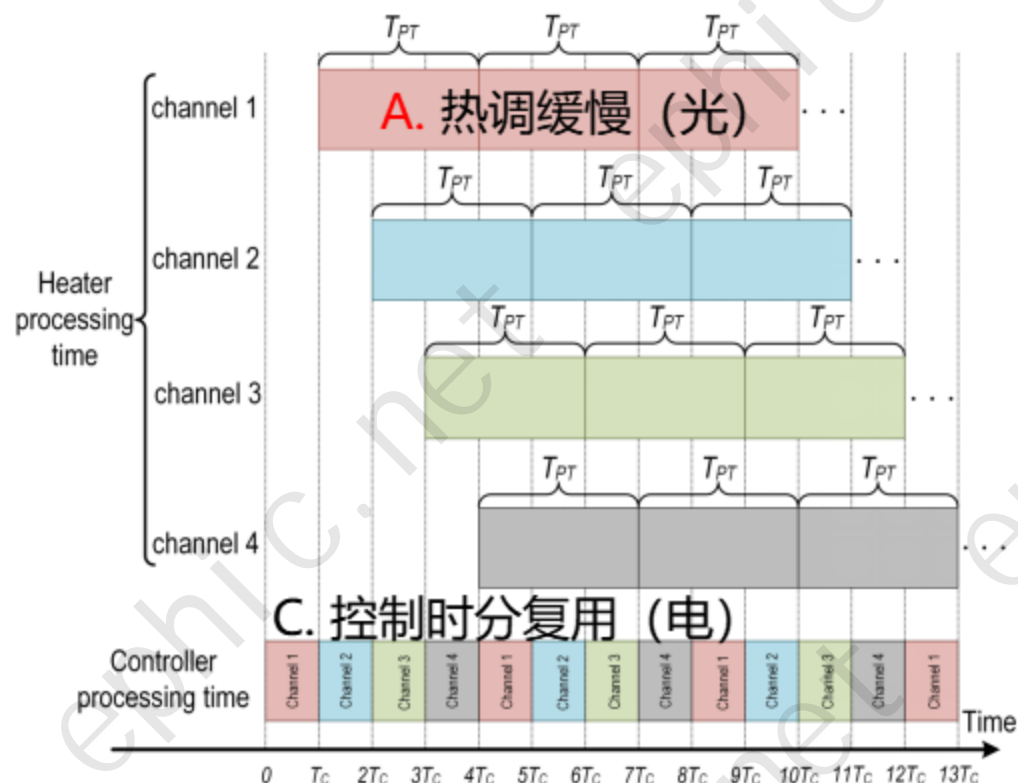 T_PT T_PT T_PT
channel 1
A. 热调缓慢（光）
...
T_PT T_PT T_PT
channel 2
...
Heater
processing
time
T_PT T_PT T_PT
channel 3
...
T_PT T_PT T_PT
channel 4
...
C. 控制时分复用（电）
Controller
processing time
Channel 1 Channel 2 Channel 3 Channel 4 Channel 1 Channel 2 Channel 3 Channel 4 Channel 1 Channel 2 Channel 3 Channel 4 Channel 1
Time
0 T_C 2T_C 3T_C 4T_C 5T_C 6T_C 7T_C 8T_C 9T_C 10T_C 11T_C 12T_C 13T_C
ephic.net